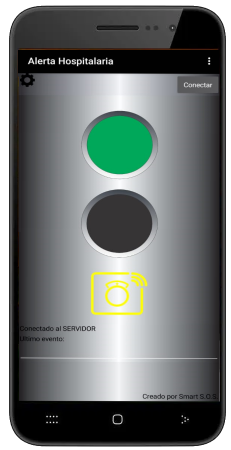 Alerta Hospitalaria
Conectar
Conectado al SERVIDOR
Ultimo evento:
Creado por Smart S.O.S